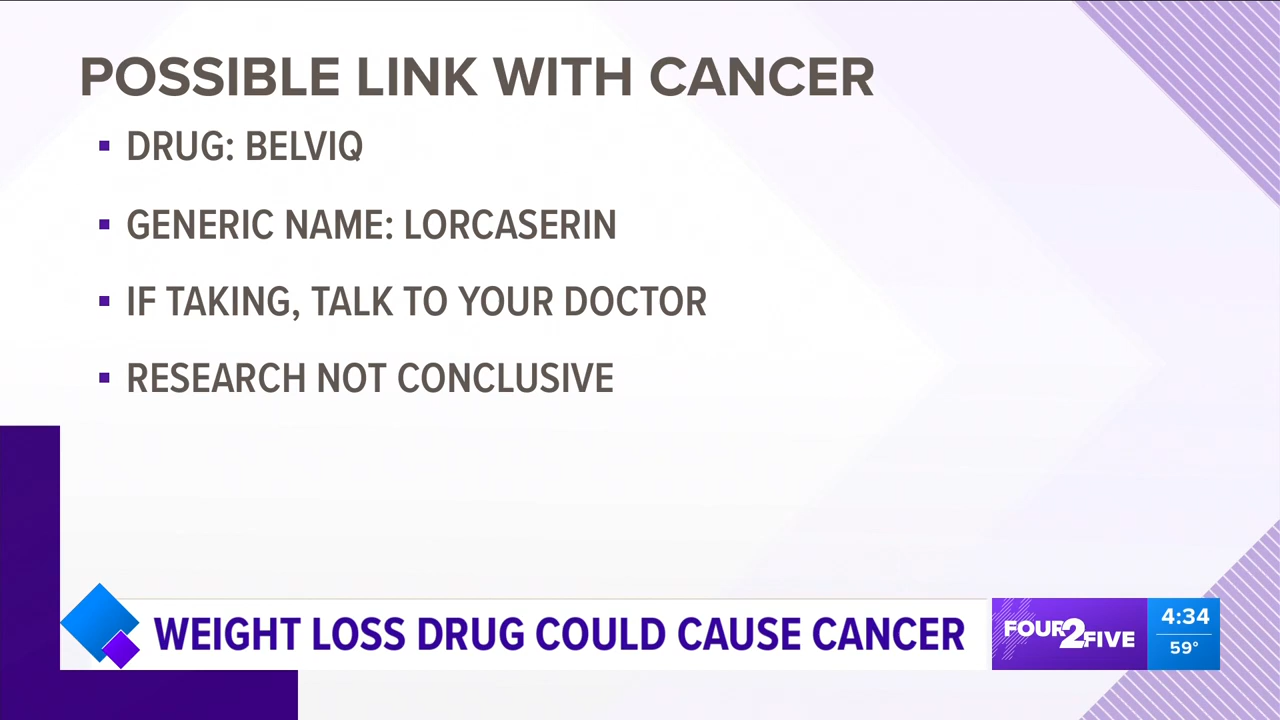 POSSIBLE LINK WITH CANCER
▪ DRUG: BELVIQ
▪ GENERIC NAME: LORCASERIN
▪ IF TAKING, TALK TO YOUR DOCTOR
▪ RESEARCH NOT CONCLUSIVE
WEIGHT LOSS DRUG COULD CAUSE CANCER
FOUR2FIVE
4:34
59°